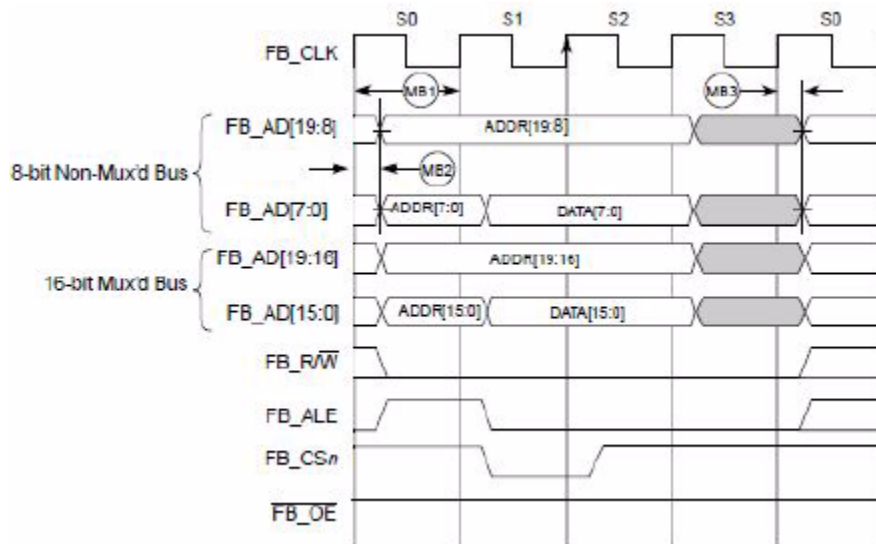 S0 S1 S2 S3 S0
FB_CLK
MB1 MB3
FB_AD[19:8] ADDR[19:8]
8-bit Non-Mux'd Bus
MB2
FB_AD[7:0] ADDR[7:0] DATA[7:0]
FB_AD[19:16] ADDR[19:16]
16-bit Mux'd Bus
FB_AD[15:0] ADDR[15:0] DATA[15:0]
FB_R/W
FB_ALE
FB_CSn
FB_OE